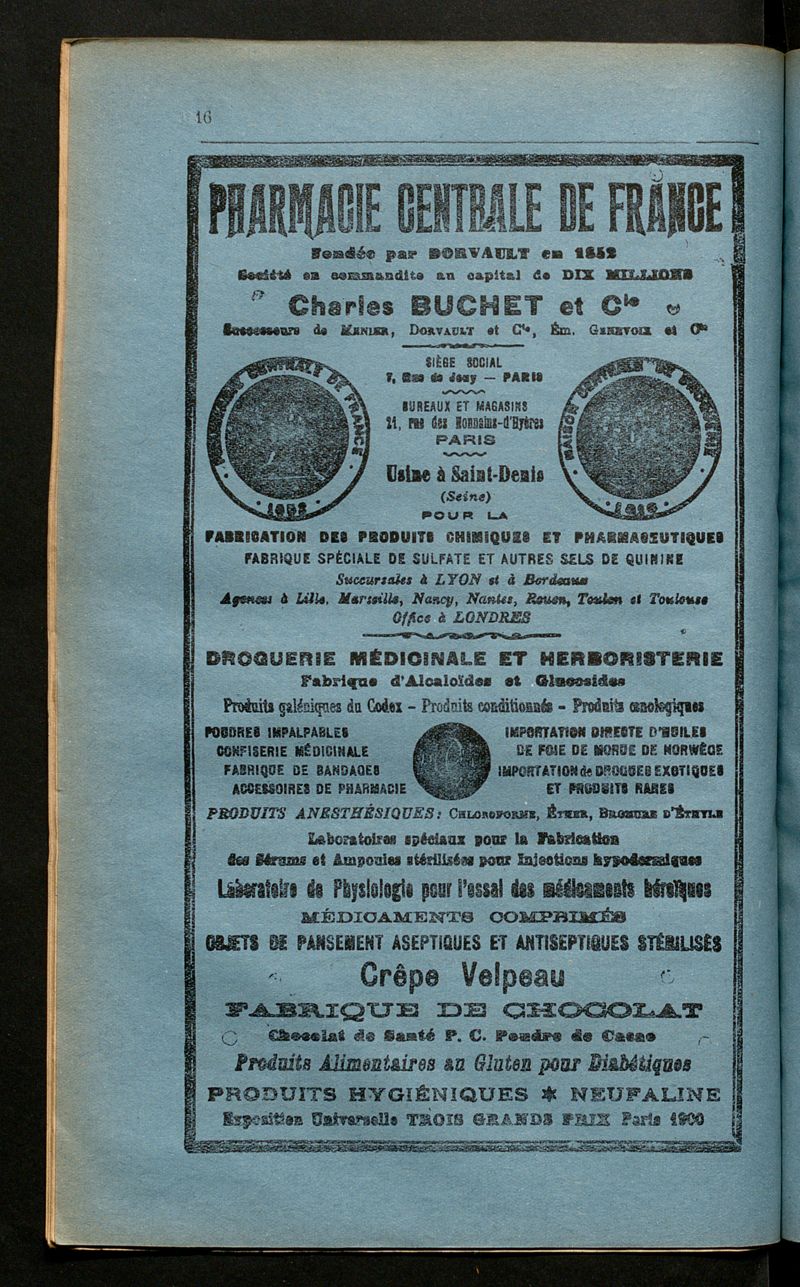 16
PHARMACIE CENTRALE DE FRANCE
Fondée par DORVAULT en 1852
Société en commandite au capital de DIX MILLIONS
Charles BUCHET et Cie
Successeurs de MENIER, DORVAULT et Cie, Ém. GENEVOIX et Cie
SIÈGE SOCIAL
7, Rue de Jouy — PARIS
BUREAUX ET MAGASINS
21, rue des Nonnains-d'Hyères
PARIS
Usine à Saint-Denis
(Seine)
POUR LA
PHARMACIE CENTRALE DE FRANCE
1852
MAISON CENTRALE DE DROGUERIE
FABRICATION DES PRODUITS CHIMIQUES ET PHARMACEUTIQUES
FABRIQUE SPÉCIALE DE SULFATE ET AUTRES SELS DE QUININE
Succursales à LYON et à Bordeaux
Agences à Lille, Marseille, Nancy, Nantes, Rouen, Toulon et Toulouse
Office à LONDRES
DROGUERIE MÉDICINALE ET HERBORISTERIE
Fabrique d'Alcaloïdes et Glucosides
Produits galéniques du Codex - Produits conditionnés - Produits œnologiques
POUDRES IMPALPABLES
CONFISERIE MÉDICINALE
FABRIQUE DE BANDAGES
ACCESSOIRES DE PHARMACIE
IMPORTATION DIRECTE D'HUILES
DE FOIE DE MORUE DE NORWÈGE
IMPORTATION de DROGUES EXOTIQUES
ET PRODUITS RARES
PRODUITS ANESTHÉSIQUES: CHLOROFORME, ÉTHER, BROMURE D'ÉTHYLE
Laboratoires spéciaux pour la Fabrication
des Sérums et Ampoules stérilisées pour Injections hypodermiques
Laboratoire de Physiologie pour l'essai des médicaments héroïques
MÉDICAMENTS COMPRIMÉS
OBJETS DE PANSEMENT ASEPTIQUES ET ANTISEPTIQUES STÉRILISÉS
Crêpe Velpeau
FABRIQUE DE CHOCOLAT
Chocolat de Santé P. C. Poudre de Cacao
Produits Alimentaires au Gluten pour Diabétiques
PRODUITS HYGIÉNIQUES * NEUFALINE
Exposition Universelle TROIS GRANDS PRIX Paris 1900